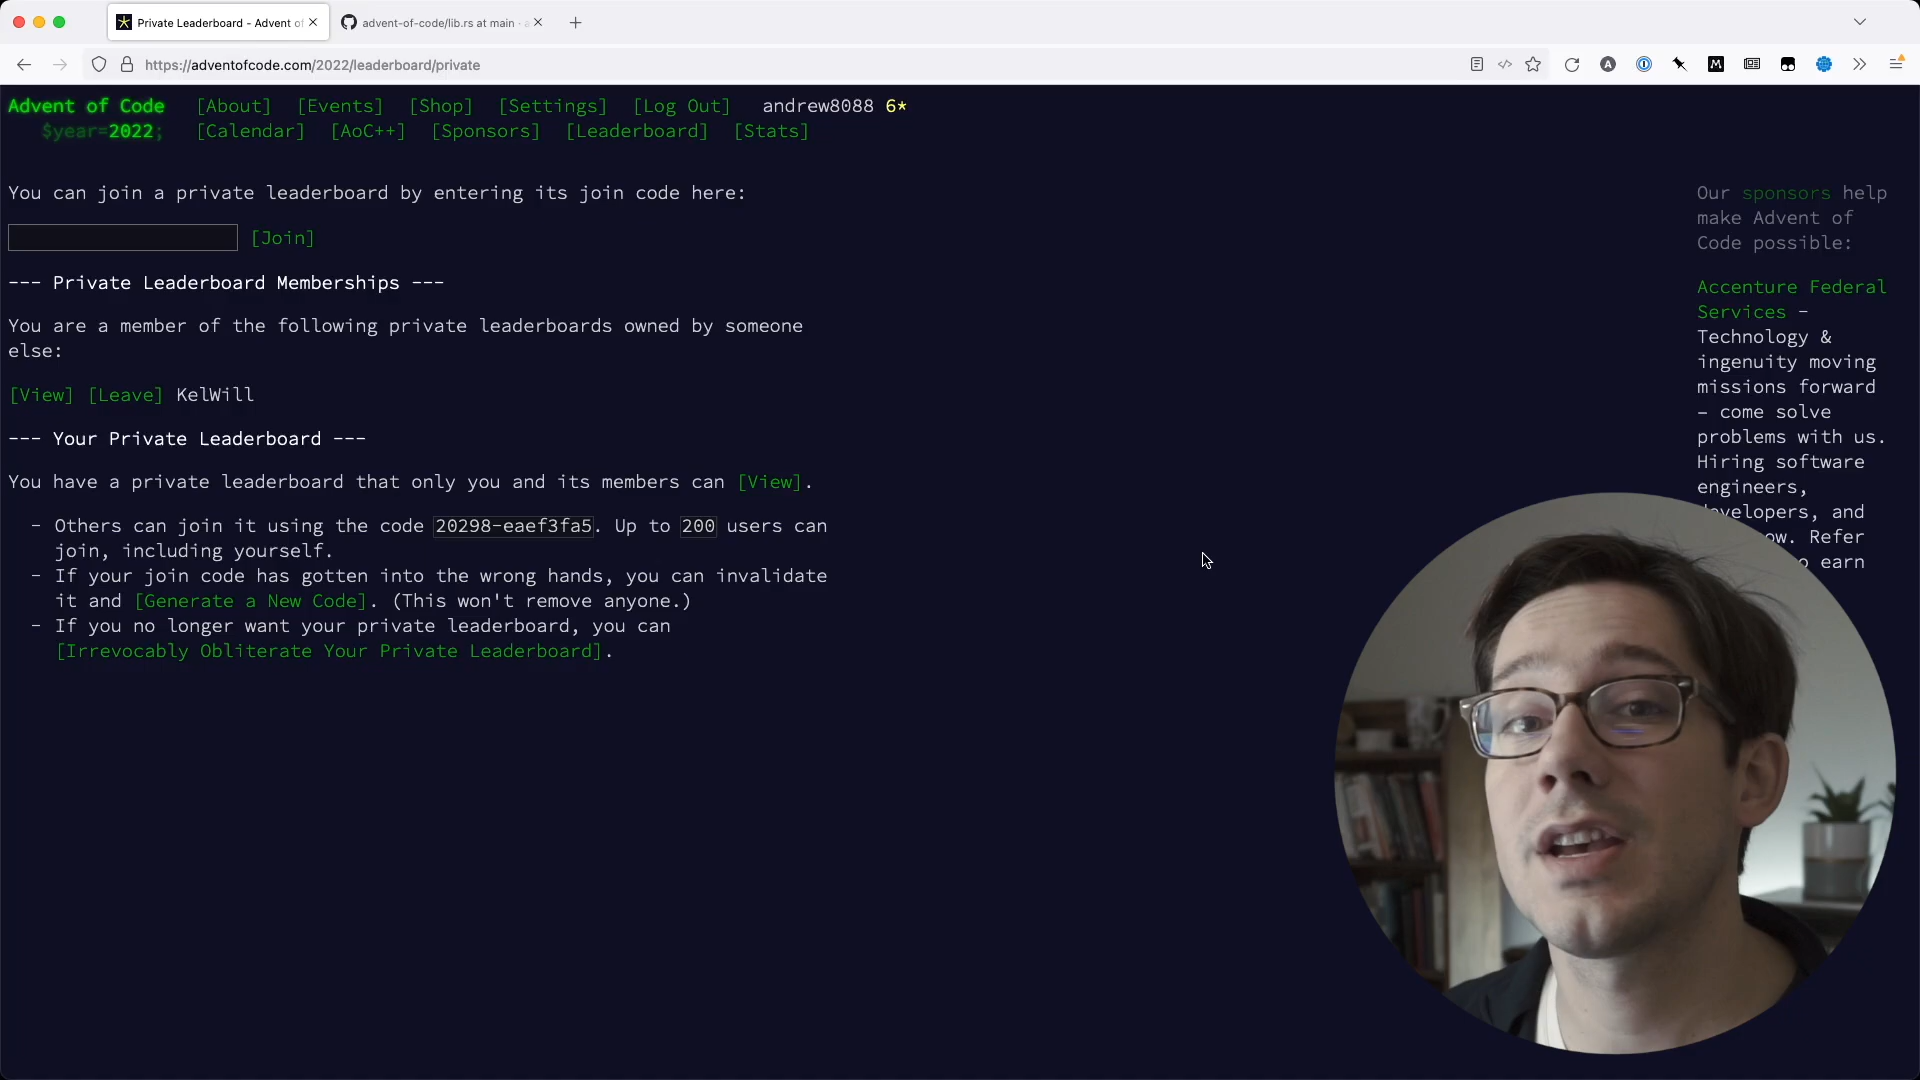 Private Leaderboard - Advent of
advent-of-code/lib.rs at main ·
https://adventofcode.com/2022/leaderboard/private
Advent of Code [About] [Events] [Shop] [Settings] [Log Out] andrew8088 6*
$year=2022; [Calendar] [AoC++] [Sponsors] [Leaderboard] [Stats]
You can join a private leaderboard by entering its join code here:
[Join]
--- Private Leaderboard Memberships ---
You are a member of the following private leaderboards owned by someone
else:
[View] [Leave] KelWill
--- Your Private Leaderboard ---
You have a private leaderboard that only you and its members can [View].
- Others can join it using the code 20298-eaef3fa5. Up to 200 users can
join, including yourself.
- If your join code has gotten into the wrong hands, you can invalidate
it and [Generate a New Code]. (This won't remove anyone.)
- If you no longer want your private leaderboard, you can
[Irrevocably Obliterate Your Private Leaderboard].
Our sponsors help
make Advent of
Code possible:
Accenture Federal
Services -
Technology &
ingenuity moving
missions forward
- come solve
problems with us.
Hiring software
engineers,
developers, and
now. Refer
earn